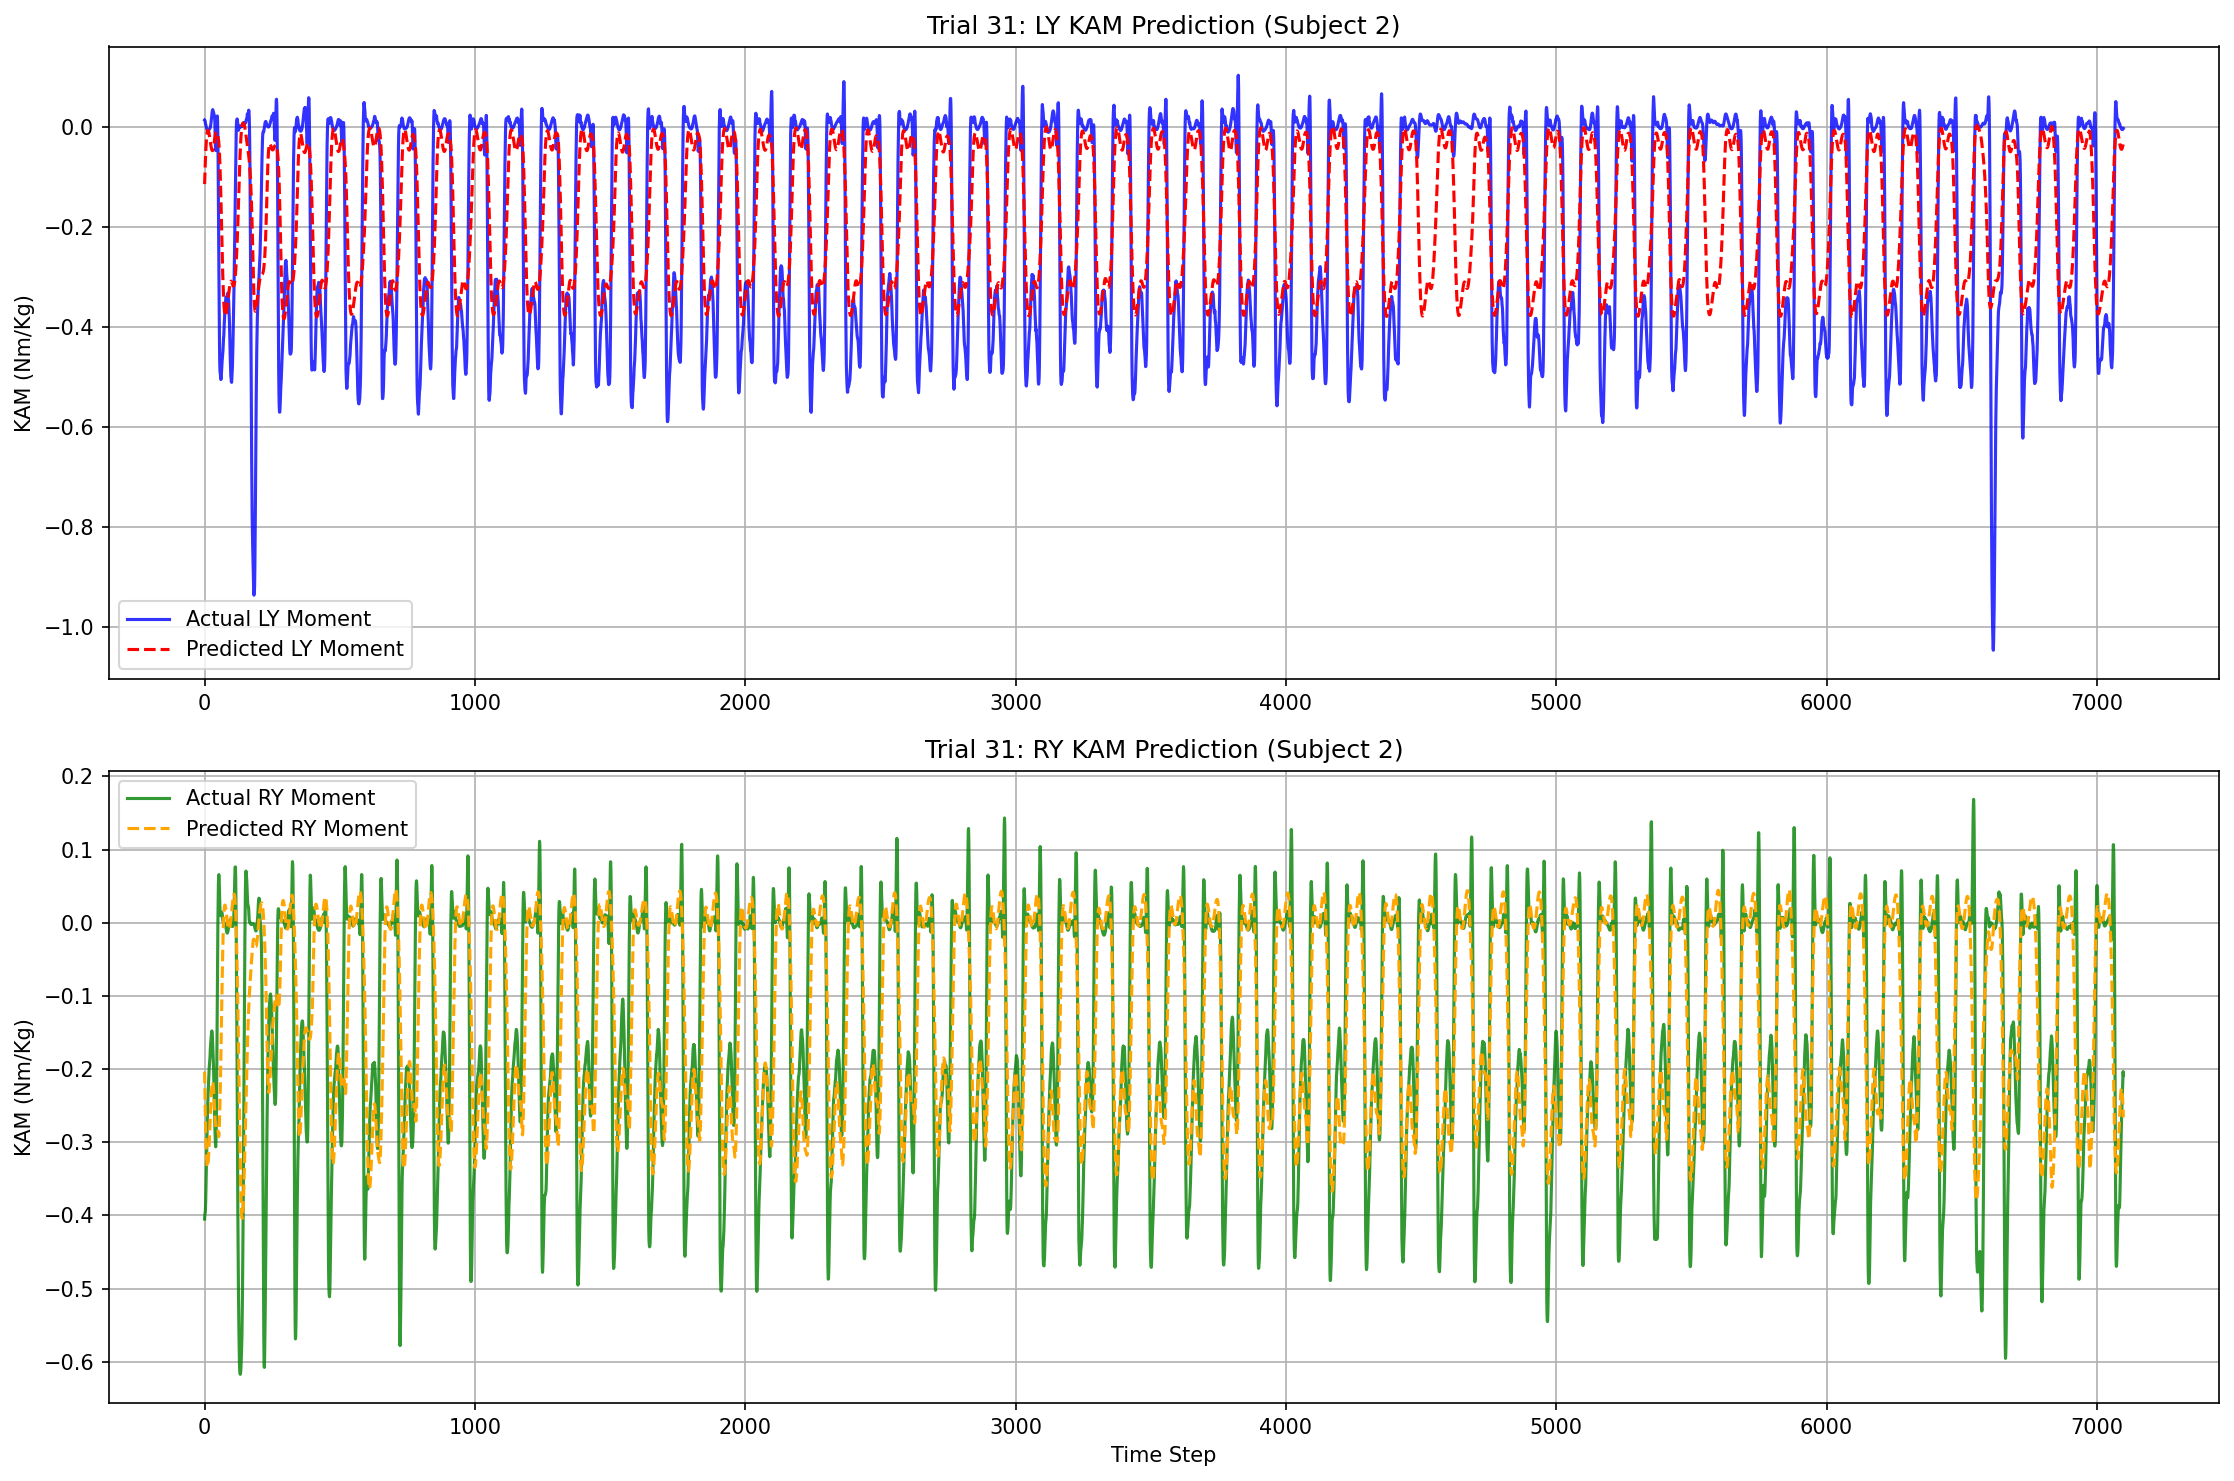 Trial 31: LY KAM Prediction (Subject 2)
KAM (Nm/Kg)
0.0
−0.2
−0.4
−0.6
−0.8
−1.0
Actual LY Moment
Predicted LY Moment
0 1000 2000 3000 4000 5000 6000 7000
Trial 31: RY KAM Prediction (Subject 2)
KAM (Nm/Kg)
0.2
0.1
0.0
−0.1
−0.2
−0.3
−0.4
−0.5
−0.6
Actual RY Moment
Predicted RY Moment
0 1000 2000 3000 4000 5000 6000 7000
Time Step